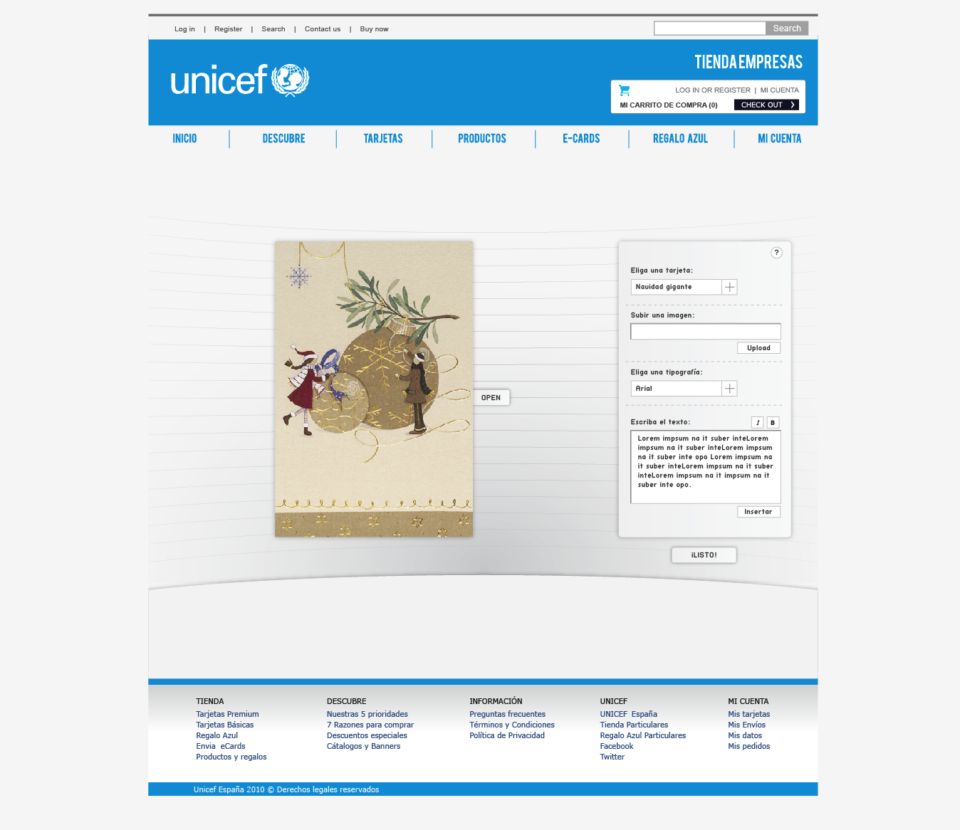 Log in | Register | Search | Contact us | Buy now
Search
unicef
TIENDA EMPRESAS
LOG IN OR REGISTER | MI CUENTA
MI CARRITO DE COMPRA (0)
CHECK OUT
INICIO
DESCUBRE
TARJETAS
PRODUCTOS
E-CARDS
REGALO AZUL
MI CUENTA
OPEN
?
Eliga una tarjeta:
Navidad gigante
Subir una imagen:
Upload
Eliga una tipografía:
Arial
Escriba el texto:
I
B
Lorem impsum na it suber inteLorem
impsum na it suber inteLorem impsum
na it suber inte opo Lorem impsum na
it suber inteLorem impsum na it suber
inteLorem impsum na it impsum na it
suber inte opo.
Insertar
¡LISTO!
TIENDA
Tarjetas Premium
Tarjetas Básicas
Regalo Azul
Envia eCards
Productos y regalos
DESCUBRE
Nuestras 5 prioridades
7 Razones para comprar
Descuentos especiales
Cátalogos y Banners
INFORMACIÓN
Preguntas frecuentes
Términos y Condiciones
Política de Privacidad
UNICEF
UNICEF España
Tienda Particulares
Regalo Azul Particulares
Facebook
Twitter
MI CUENTA
Mis tarjetas
Mis Envíos
Mis datos
Mis pedidos
Unicef España 2010 © Derechos legales reservados